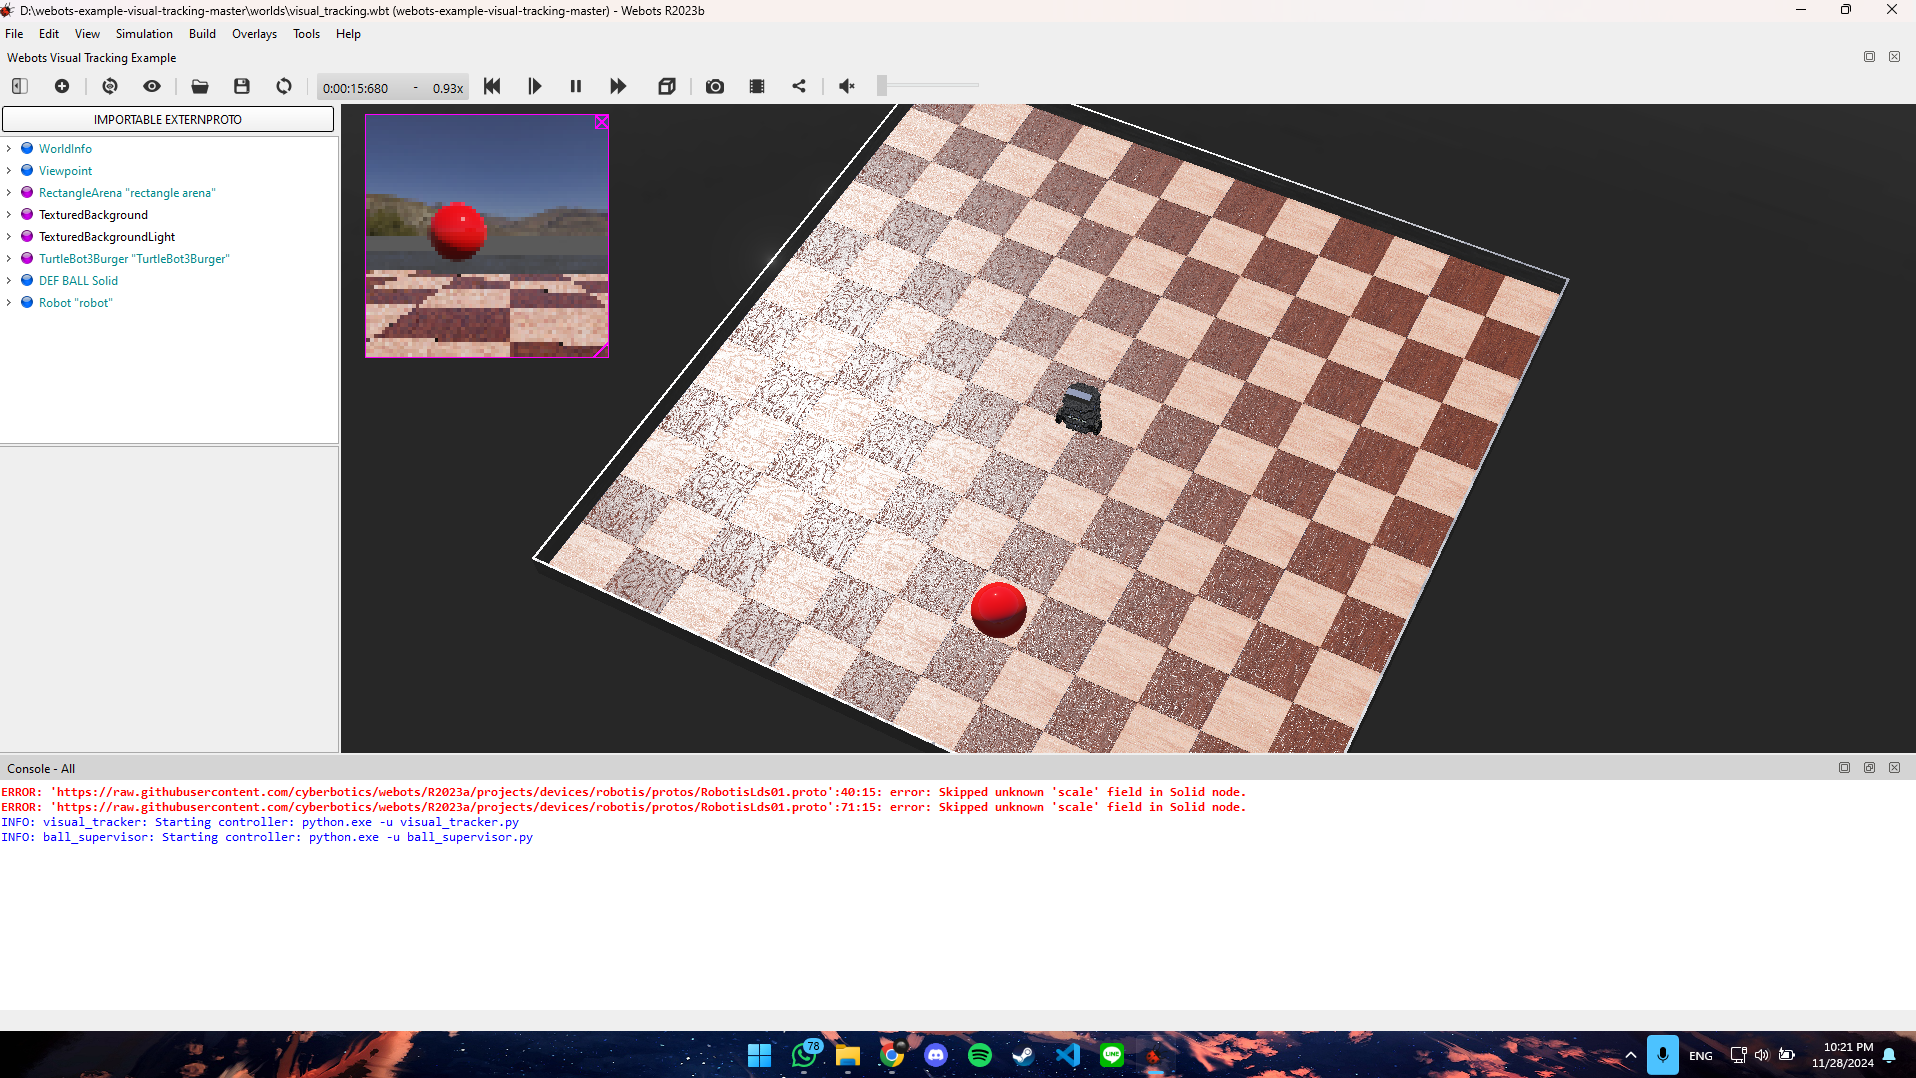 D:\webots-example-visual-tracking-master\worlds\visual_tracking.wbt (webots-example-visual-tracking-master) - Webots R2023b
File Edit View Simulation Build Overlays Tools Help
Webots Visual Tracking Example
0:00:15:680 - 0.93x
IMPORTABLE EXTERNPROTO
WorldInfo
Viewpoint
RectangleArena "rectangle arena"
TexturedBackground
TexturedBackgroundLight
TurtleBot3Burger "TurtleBot3Burger"
DEF BALL Solid
Robot "robot"
Console - All
ERROR: 'https://raw.githubusercontent.com/cyberbotics/webots/R2023a/projects/devices/robotis/protos/RobotisLds01.proto':40:15: error: Skipped unknown 'scale' field in Solid node.
ERROR: 'https://raw.githubusercontent.com/cyberbotics/webots/R2023a/projects/devices/robotis/protos/RobotisLds01.proto':71:15: error: Skipped unknown 'scale' field in Solid node.
INFO: visual_tracker: Starting controller: python.exe -u visual_tracker.py
INFO: ball_supervisor: Starting controller: python.exe -u ball_supervisor.py
78
LINE
ENG
10:21 PM
11/28/2024